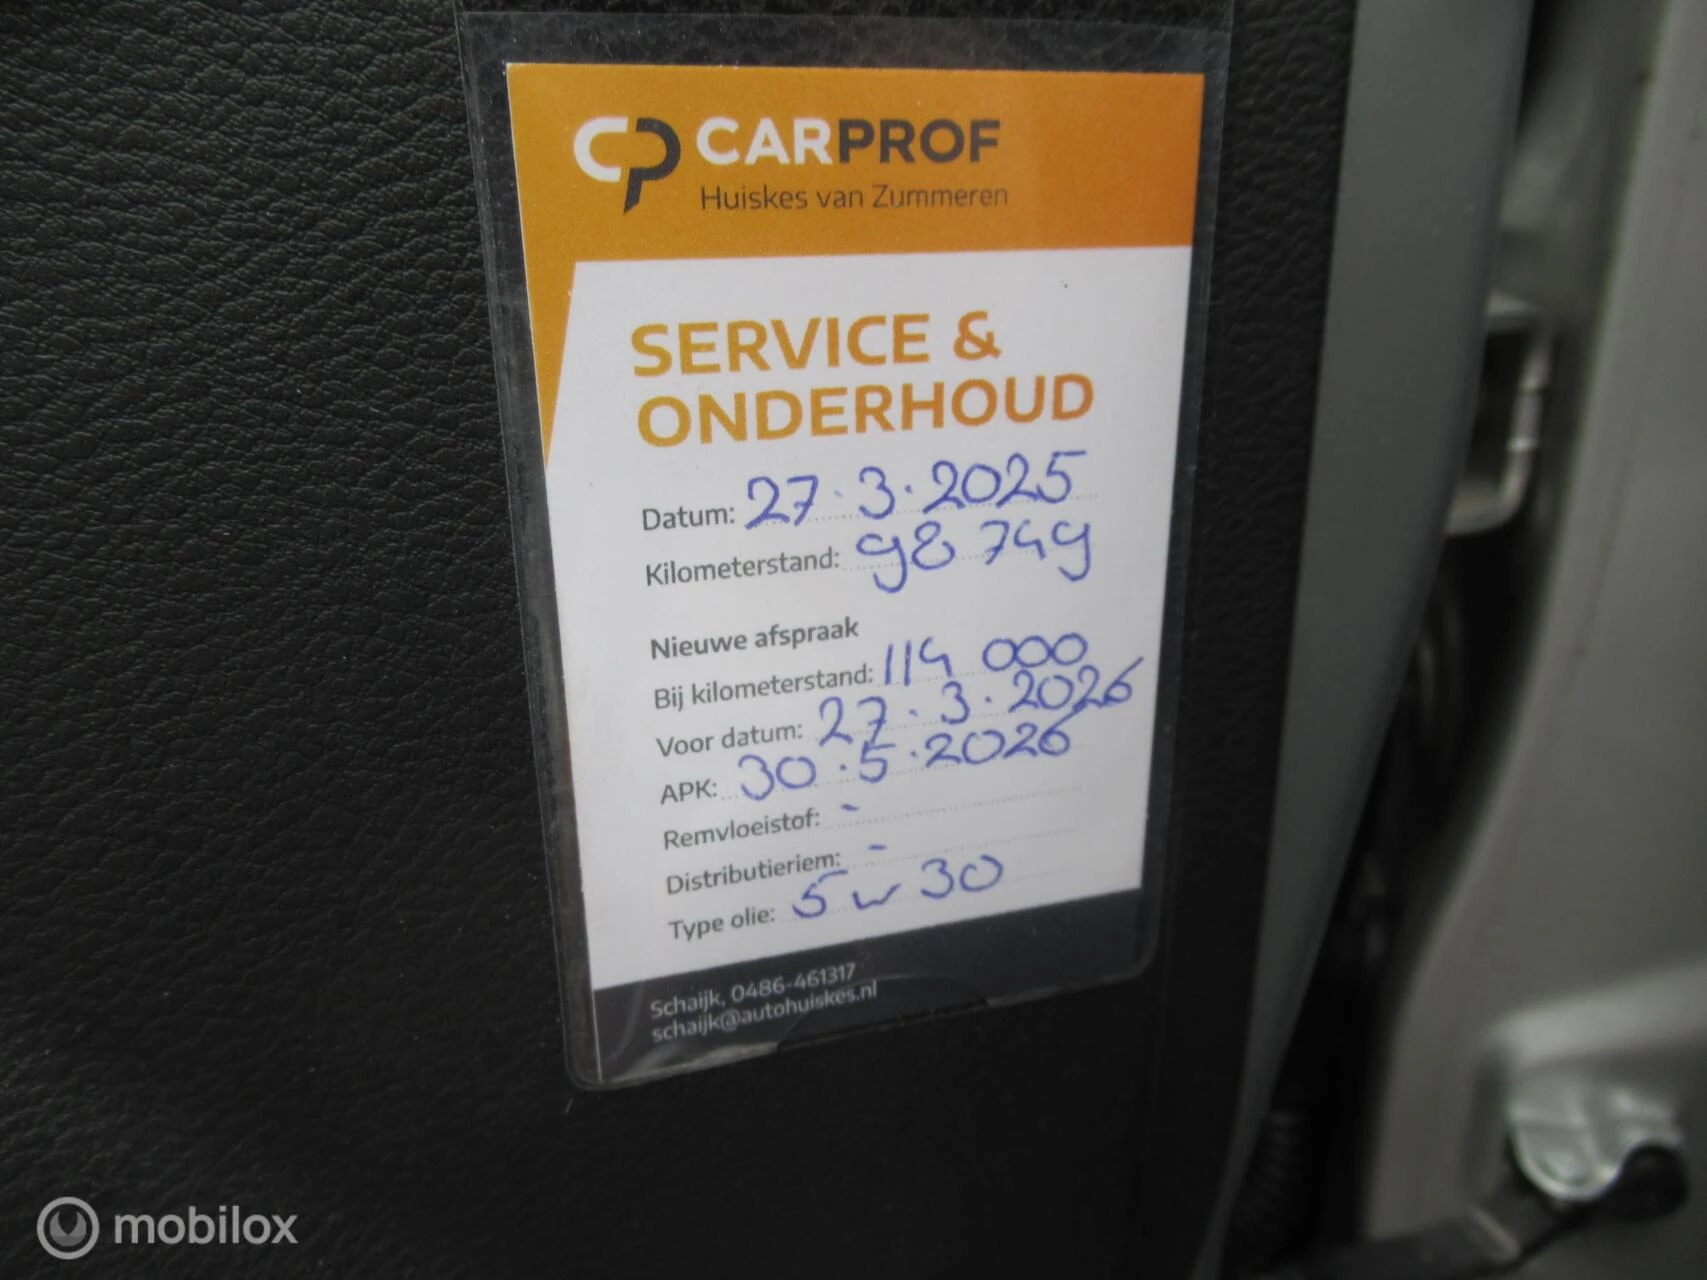 CP CARPROF
Huiskes van Zummeren
SERVICE &
ONDERHOUD
Datum: 27.3.2025
Kilometerstand: 98 749
Nieuwe afspraak
Bij kilometerstand: 114 000
Voor datum: 27.3.2026
APK: 30.5.2026
Remvloeistof: -
Distributieriem: -
Type olie: 5w30
Schaijk, 0486-461317
schaijk@autohuiskes.nl
mobilox